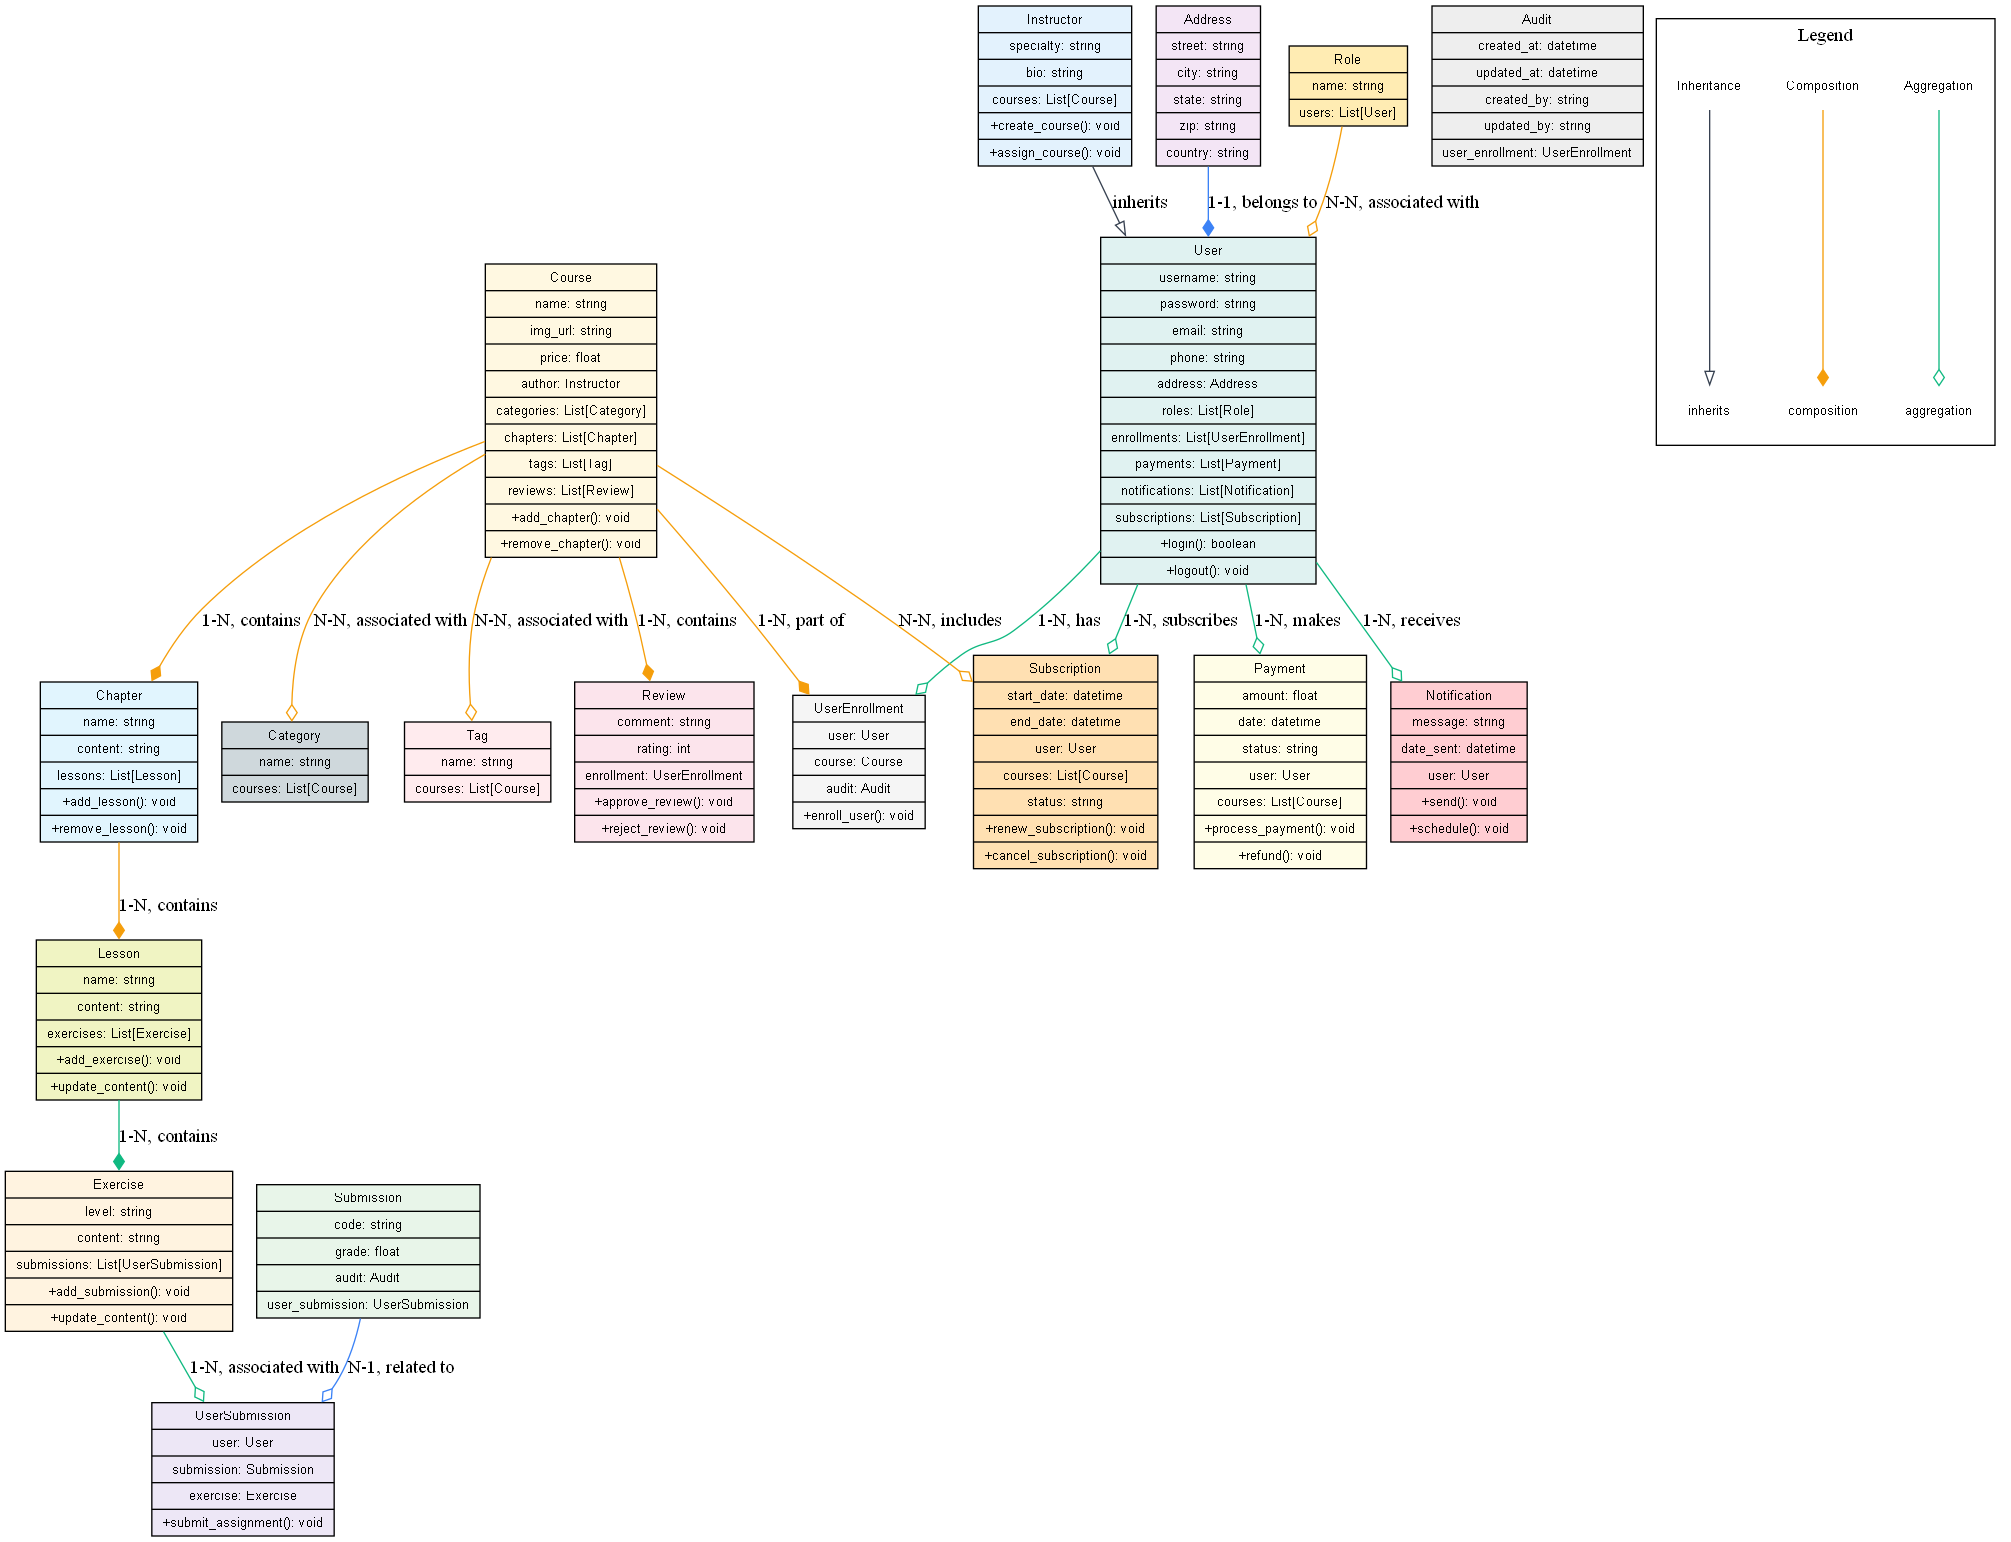 Instructor
specialty: string
bio: string
courses: List[Course]
+create_course(): void
+assign_course(): void
Address
street: string
city: string
state: string
zip: string
country: string
Role
name: string
users: List[User]
Audit
created_at: datetime
updated_at: datetime
created_by: string
updated_by: string
user_enrollment: UserEnrollment
Legend
Inheritance
Composition
Aggregation
inherits
composition
aggregation
inherits
1-1, belongs to
N-N, associated with
User
username: string
password: string
email: string
phone: string
address: Address
roles: List[Role]
enrollments: List[UserEnrollment]
payments: List[Payment]
notifications: List[Notification]
subscriptions: List[Subscription]
+login(): boolean
+logout(): void
Course
name: string
img_url: string
price: float
author: Instructor
categories: List[Category]
chapters: List[Chapter]
tags: List[Tag]
reviews: List[Review]
+add_chapter(): void
+remove_chapter(): void
1-N, contains
N-N, associated with
N-N, associated with
1-N, contains
1-N, part of
N-N, includes
1-N, has
1-N, subscribes
1-N, makes
1-N, receives
Chapter
name: string
content: string
lessons: List[Lesson]
+add_lesson(): void
+remove_lesson(): void
Category
name: string
courses: List[Course]
Tag
name: string
courses: List[Course]
Review
comment: string
rating: int
enrollment: UserEnrollment
+approve_review(): void
+reject_review(): void
UserEnrollment
user: User
course: Course
audit: Audit
+enroll_user(): void
Subscription
start_date: datetime
end_date: datetime
user: User
courses: List[Course]
status: string
+renew_subscription(): void
+cancel_subscription(): void
Payment
amount: float
date: datetime
status: string
user: User
courses: List[Course]
+process_payment(): void
+refund(): void
Notification
message: string
date_sent: datetime
user: User
+send(): void
+schedule(): void
1-N, contains
Lesson
name: string
content: string
exercises: List[Exercise]
+add_exercise(): void
+update_content(): void
1-N, contains
Exercise
level: string
content: string
submissions: List[UserSubmission]
+add_submission(): void
+update_content(): void
Submission
code: string
grade: float
audit: Audit
user_submission: UserSubmission
1-N, associated with
N-1, related to
UserSubmission
user: User
submission: Submission
exercise: Exercise
+submit_assignment(): void